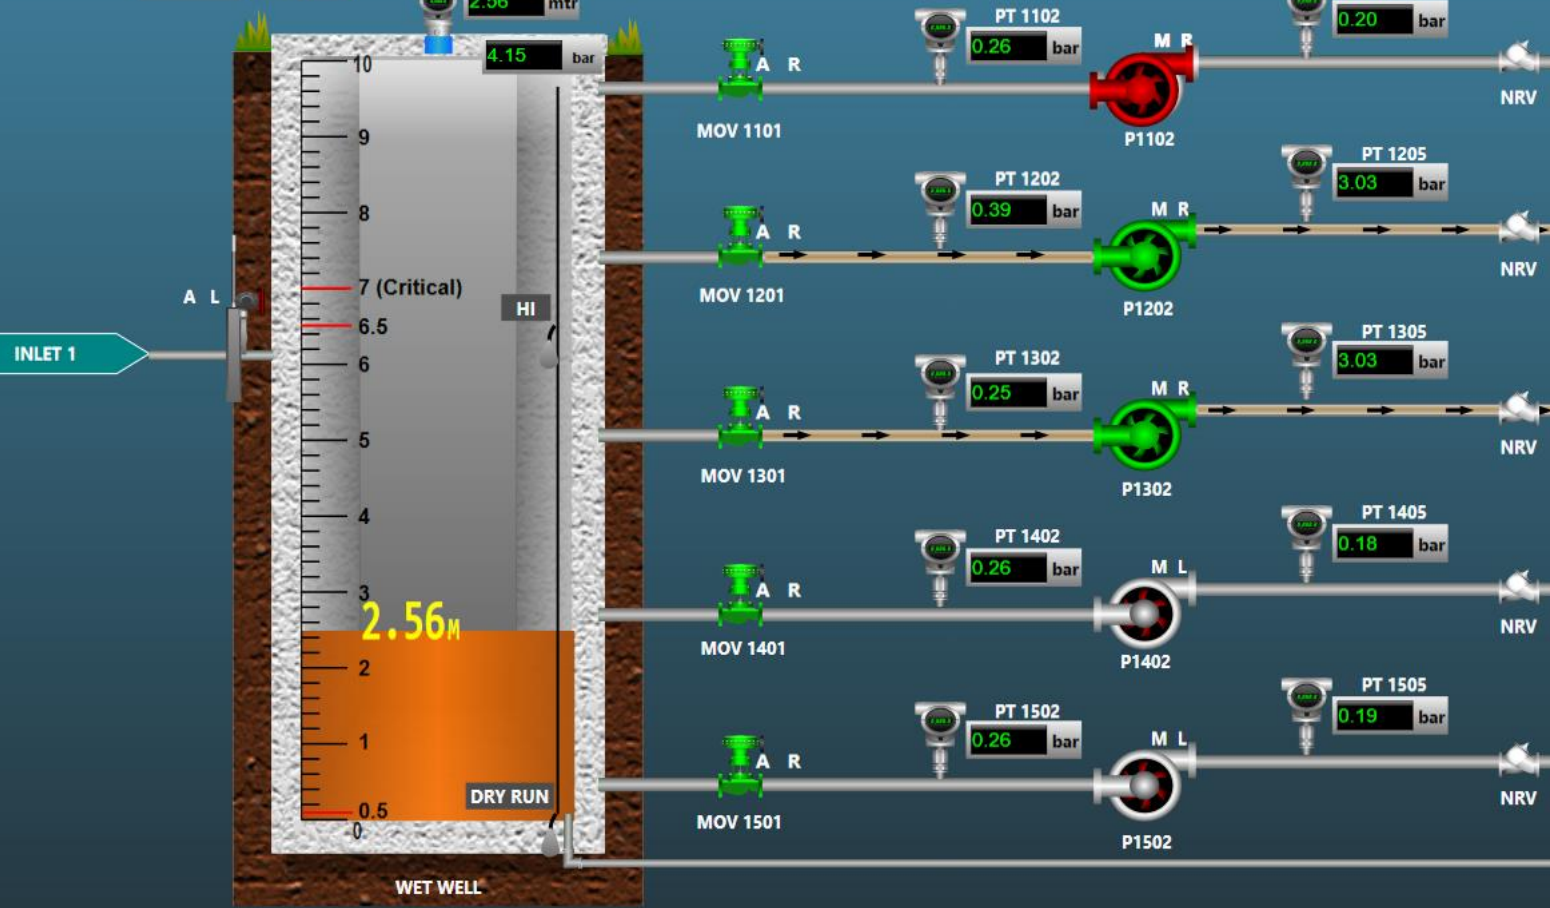 2.56 mtr
4.15 bar
10
9
8
7 (Critical)
6.5
6
5
4
3
2.56M
2
1
0.5
0
HI
DRY RUN
A L
INLET 1
WET WELL
A R
MOV 1101
PT 1102
0.26 bar
M R
P1102
0.20 bar
NRV
A R
MOV 1201
PT 1202
0.39 bar
M R
P1202
PT 1205
3.03 bar
NRV
A R
MOV 1301
PT 1302
0.25 bar
M R
P1302
PT 1305
3.03 bar
NRV
A R
MOV 1401
PT 1402
0.26 bar
M L
P1402
PT 1405
0.18 bar
NRV
A R
MOV 1501
PT 1502
0.26 bar
M L
P1502
PT 1505
0.19 bar
NRV